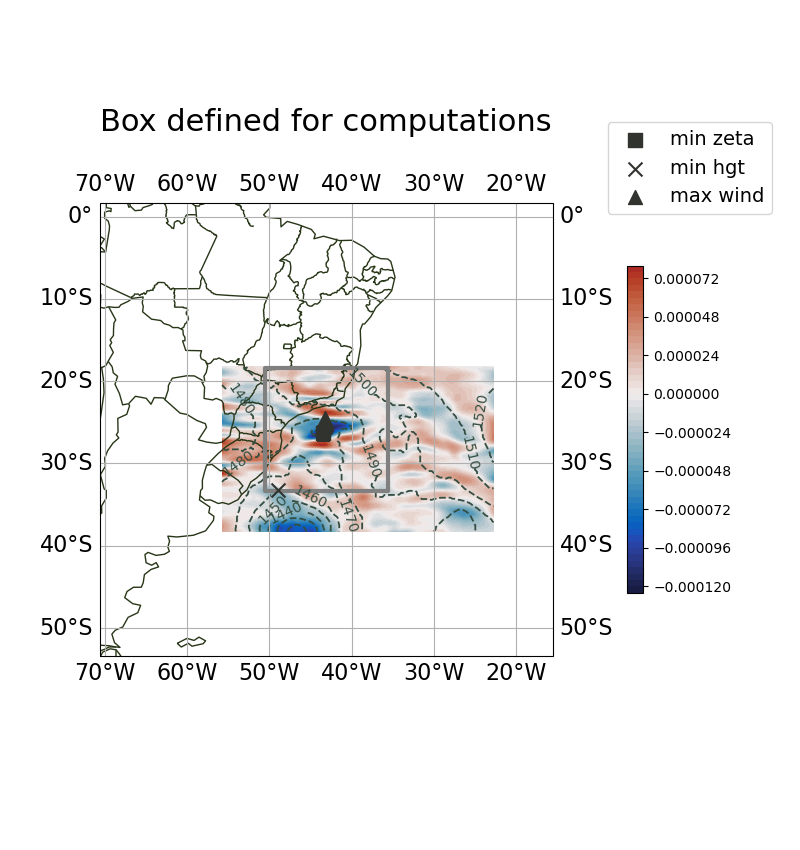 Box defined for computations
min zeta
min hgt
max wind
70°W 60°W 50°W 40°W 30°W 20°W
0° 0°
10°S 10°S
20°S 20°S
30°S 30°S
40°S 40°S
50°S 50°S
70°W 60°W 50°W 40°W 30°W 20°W
1500
1520
1510
1490
1480
1460
1470
1440
0.000072
0.000048
0.000024
0.000000
−0.000024
−0.000048
−0.000072
−0.000096
−0.000120